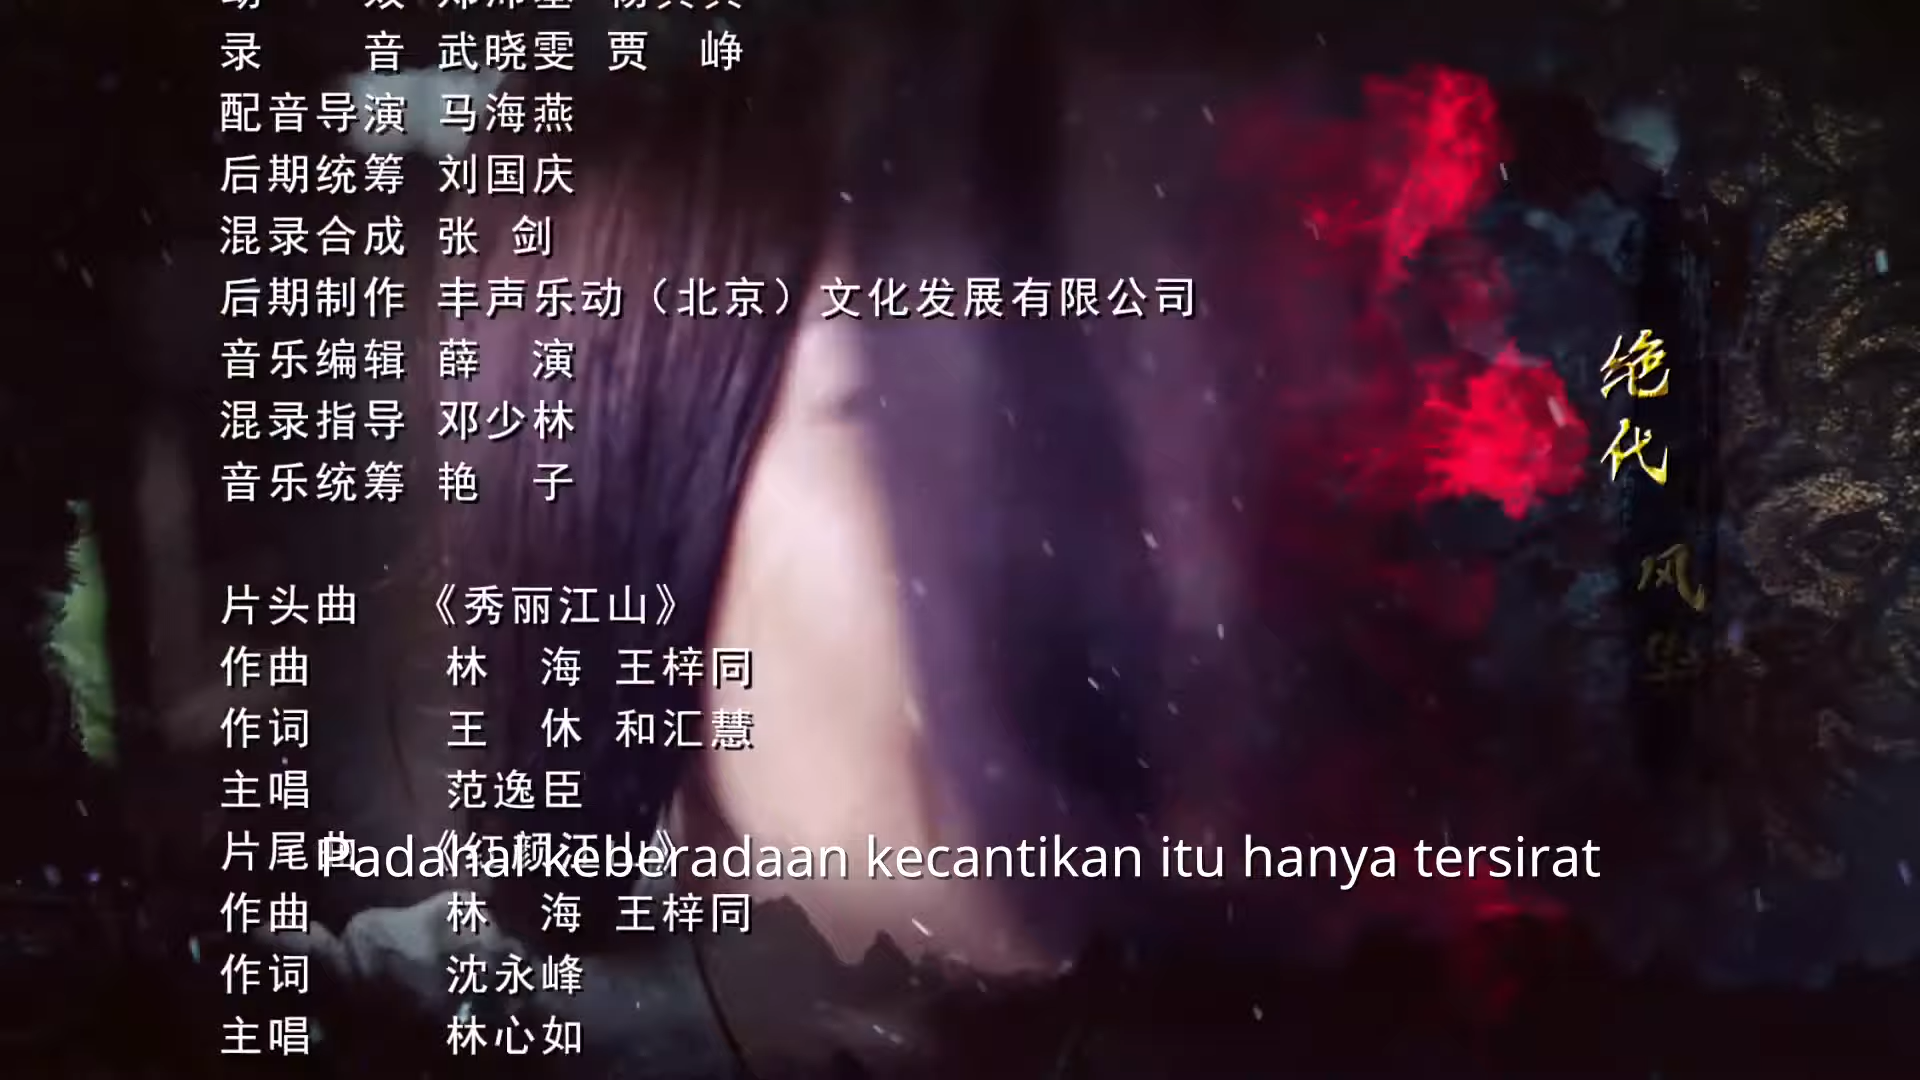 录 音 武晓雯 贾 峥
配音导演 马海燕
后期统筹 刘国庆
混录合成 张 剑
后期制作 丰声乐动（北京）文化发展有限公司
音乐编辑 薛 演
混录指导 邓少林
音乐统筹 艳 子
片头曲 《秀丽江山》
作曲 林 海 王梓同
作词 王 休 和汇慧
主唱 范逸臣
片尾曲 《红颜江山》
Padahal keberadaan kecantikan itu hanya tersirat
作曲 林 海 王梓同
作词 沈永峰
主唱 林心如
绝代
风华